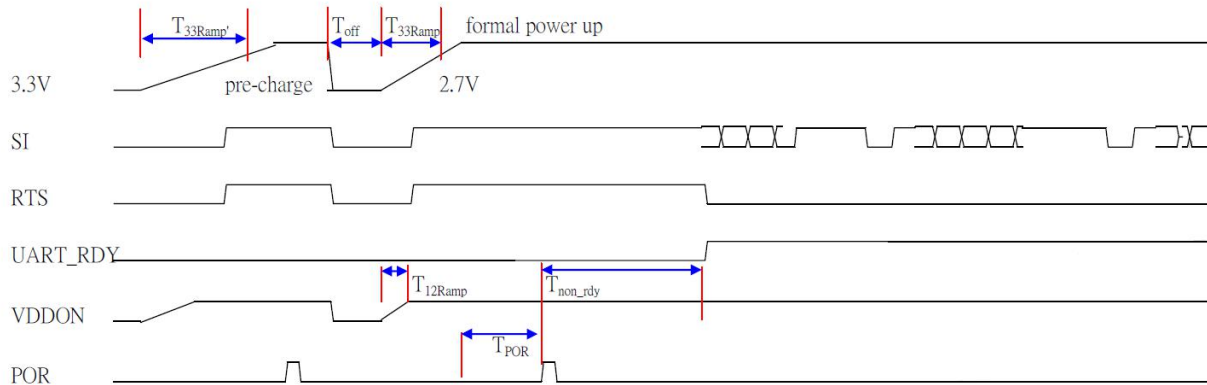 T33Ramp' Toff T33Ramp formal power up
3.3V pre-charge 2.7V
SI
RTS
UART_RDY
T12Ramp Tnon_rdy
VDDON
TPOR
POR